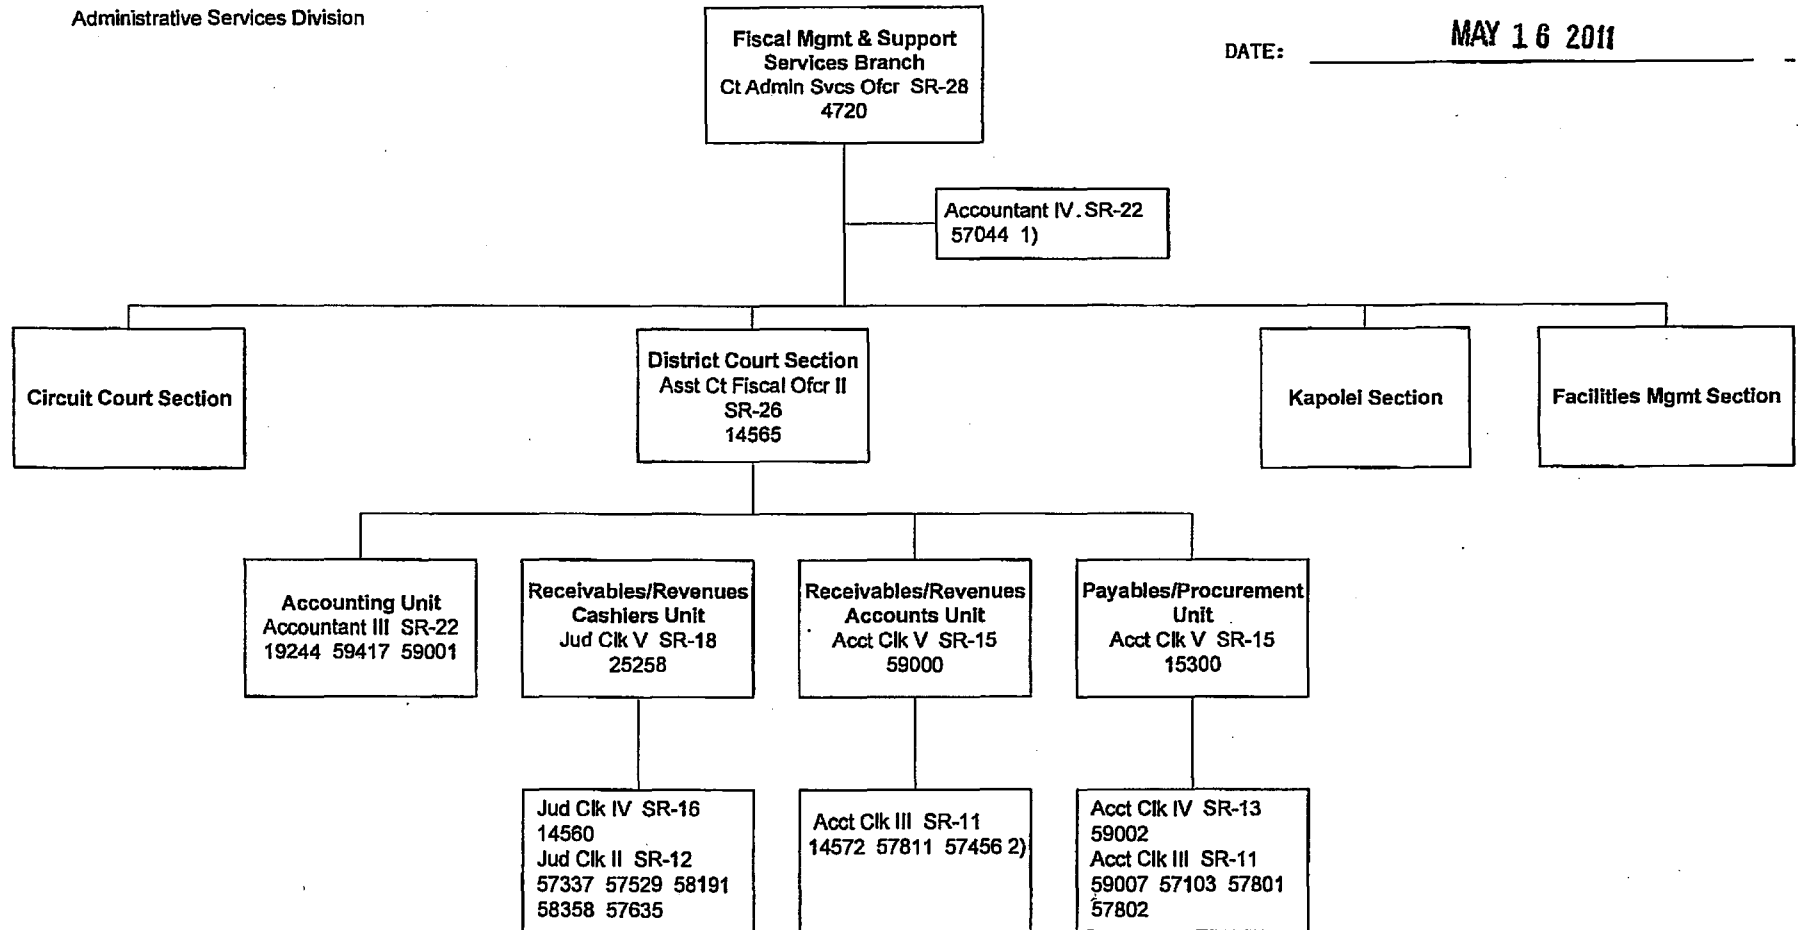 Administrative Services Division
DATE: MAY 16 2011
Fiscal Mgmt & Support
Services Branch
Ct Admin Svcs Ofcr SR-28
4720
Accountant IV. SR-22
57044 1)
Circuit Court Section
District Court Section
Asst Ct Fiscal Ofcr II
SR-26
14565
Kapolei Section
Facilities Mgmt Section
Accounting Unit
Accountant III SR-22
19244 59417 59001
Receivables/Revenues
Cashiers Unit
Jud Clk V SR-18
25258
Receivables/Revenues
Accounts Unit
Acct Clk V SR-15
59000
Payables/Procurement
Unit
Acct Clk V SR-15
15300
Jud Clk IV SR-16
14560
Jud Clk II SR-12
57337 57529 58191
58358 57635
Acct Clk III SR-11
14572 57811 57456 2)
Acct Clk IV SR-13
59002
Acct Clk III SR-11
59007 57103 57801
57802